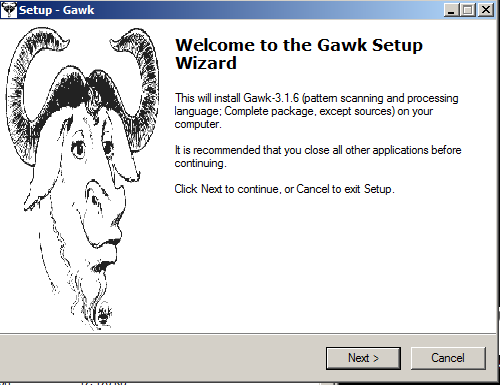 Setup - Gawk
Welcome to the Gawk Setup
Wizard
This will install Gawk-3.1.6 (pattern scanning and processing
language; Complete package, except sources) on your
computer.
It is recommended that you close all other applications before
continuing.
Click Next to continue, or Cancel to exit Setup.
Next >
Cancel